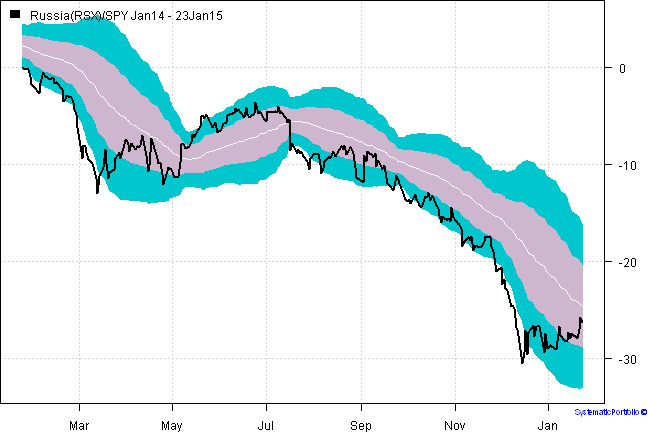 Russia(RSX)/SPY Jan14 - 23Jan15
0
-10
-20
-30
Mar May Jul Sep Nov Jan
SystematicPortfolio ©